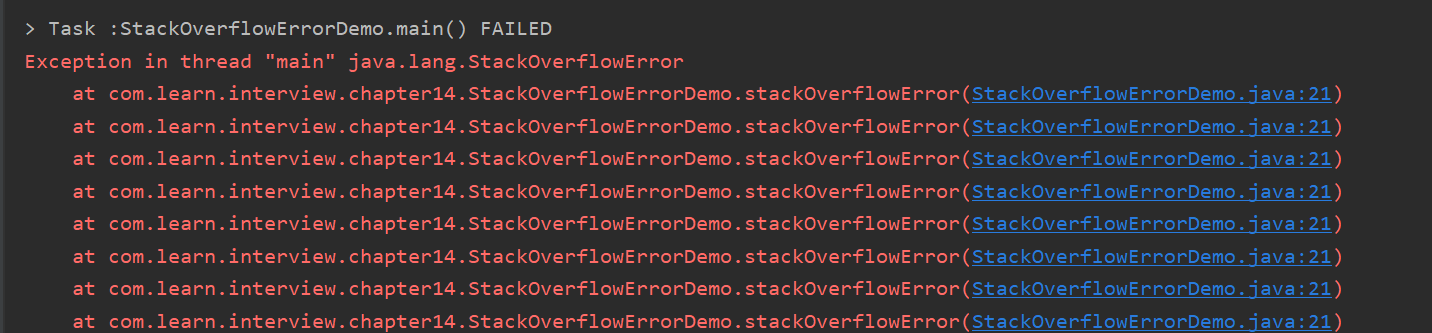 > Task :StackOverflowErrorDemo.main() FAILED
Exception in thread "main" java.lang.StackOverflowError
at com.learn.interview.chapter14.StackOverflowErrorDemo.stackOverflowError(StackOverflowErrorDemo.java:21)
at com.learn.interview.chapter14.StackOverflowErrorDemo.stackOverflowError(StackOverflowErrorDemo.java:21)
at com.learn.interview.chapter14.StackOverflowErrorDemo.stackOverflowError(StackOverflowErrorDemo.java:21)
at com.learn.interview.chapter14.StackOverflowErrorDemo.stackOverflowError(StackOverflowErrorDemo.java:21)
at com.learn.interview.chapter14.StackOverflowErrorDemo.stackOverflowError(StackOverflowErrorDemo.java:21)
at com.learn.interview.chapter14.StackOverflowErrorDemo.stackOverflowError(StackOverflowErrorDemo.java:21)
at com.learn.interview.chapter14.StackOverflowErrorDemo.stackOverflowError(StackOverflowErrorDemo.java:21)
at com.learn.interview.chapter14.StackOverflowErrorDemo.stackOverflowError(StackOverflowErrorDemo.java:21)